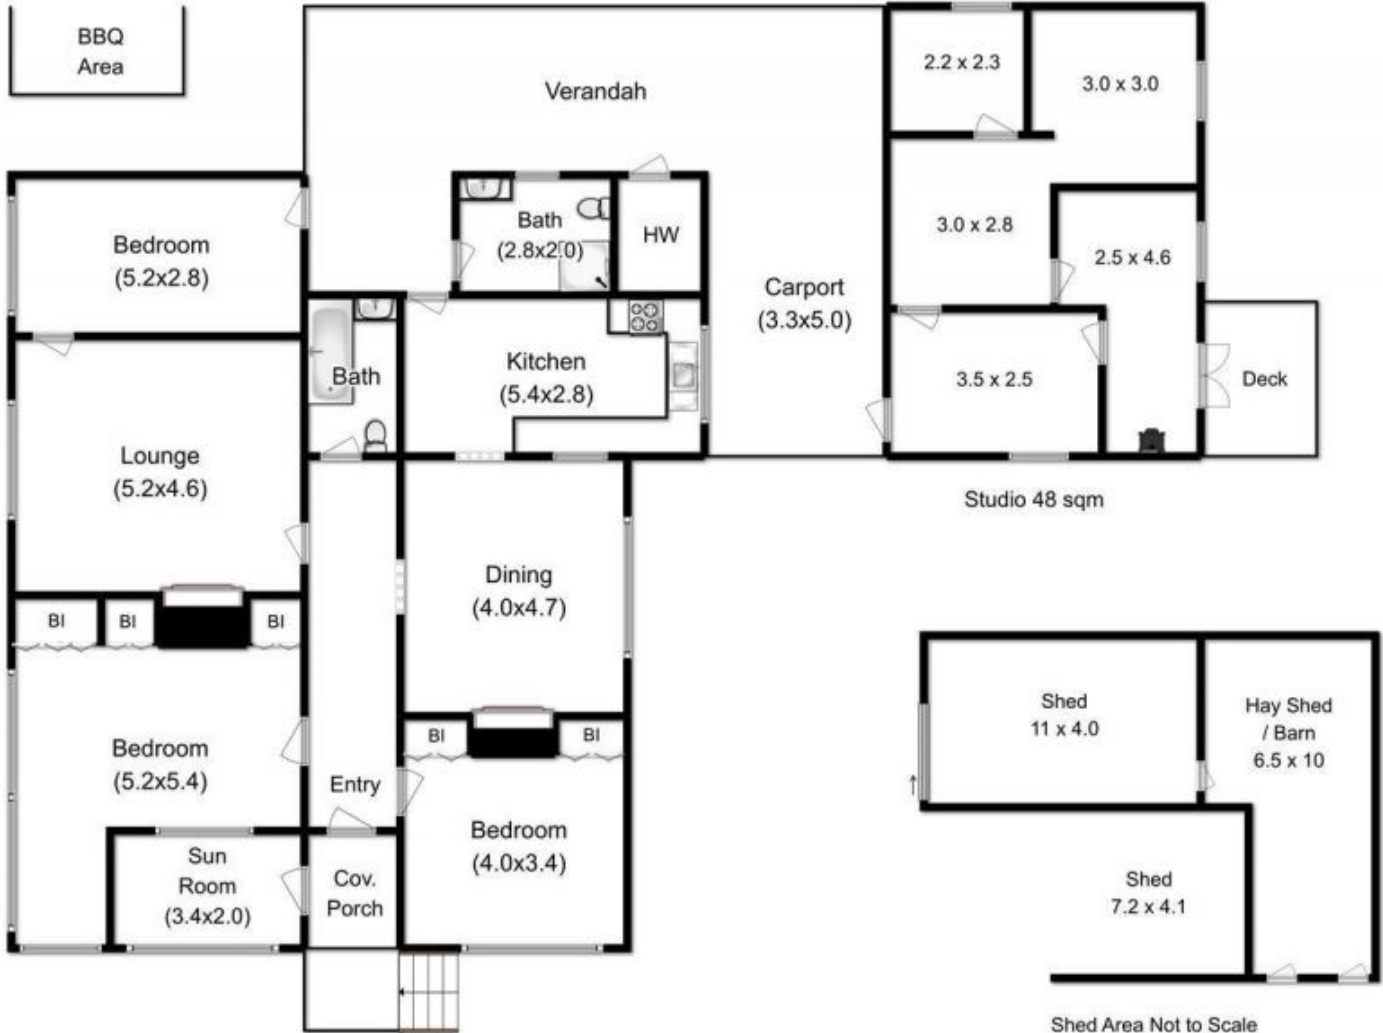 BBQ
Area
Verandah
2.2 x 2.3
3.0 x 3.0
Bedroom
(5.2x2.8)
Bath
(2.8x2.0)
HW
3.0 x 2.8
2.5 x 4.6
Carport
(3.3x5.0)
Kitchen
(5.4x2.8)
Bath
3.5 x 2.5
Deck
Lounge
(5.2x4.6)
Studio 48 sqm
Dining
(4.0x4.7)
BI
BI
BI
Bedroom
(5.2x5.4)
BI
BI
Entry
Shed
11 x 4.0
Hay Shed
/ Barn
6.5 x 10
Bedroom
(4.0x3.4)
Sun
Room
(3.4x2.0)
Cov.
Porch
Shed
7.2 x 4.1
Shed Area Not to Scale